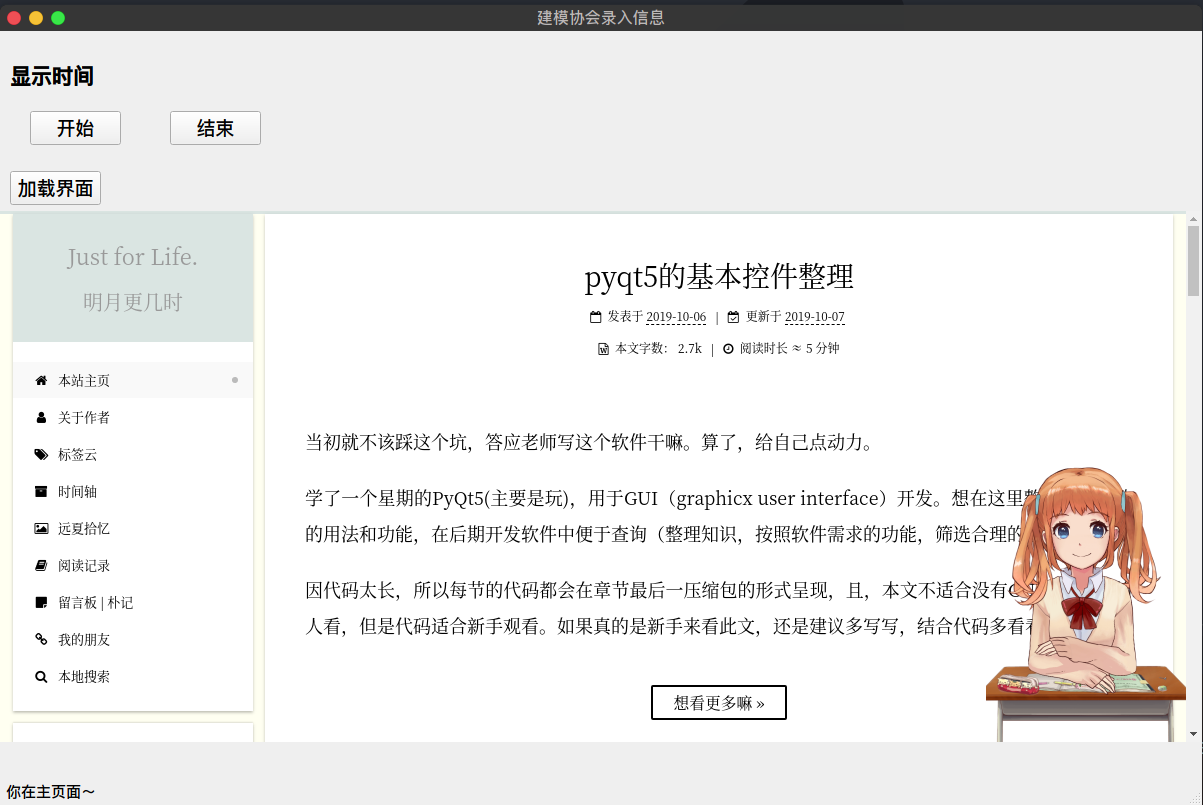 建模协会录入信息
显示时间
开始
结束
加载界面
Just for Life.
明月更几时
本站主页
关于作者
标签云
时间轴
远夏拾忆
阅读记录
留言板 | 朴记
我的朋友
本地搜索
pyqt5的基本控件整理
发表于 2019-10-06 | 更新于 2019-10-07
本文字数： 2.7k | 阅读时长 ≈ 5 分钟
当初就不该踩这个坑，答应老师写这个软件干嘛。算了，给自己点动力。
学了一个星期的PyQt5(主要是玩)，用于GUI（graphicx user interface）开发。想在这里
的用法和功能，在后期开发软件中便于查询（整理知识，按照软件需求的功能，筛选合理的
因代码太长，所以每节的代码都会在章节最后一压缩包的形式呈现，且，本文不适合没有
人看，但是代码适合新手观看。如果真的是新手来看此文，还是建议多写写，结合代码多看
想看更多嘛 »
你在主页面～